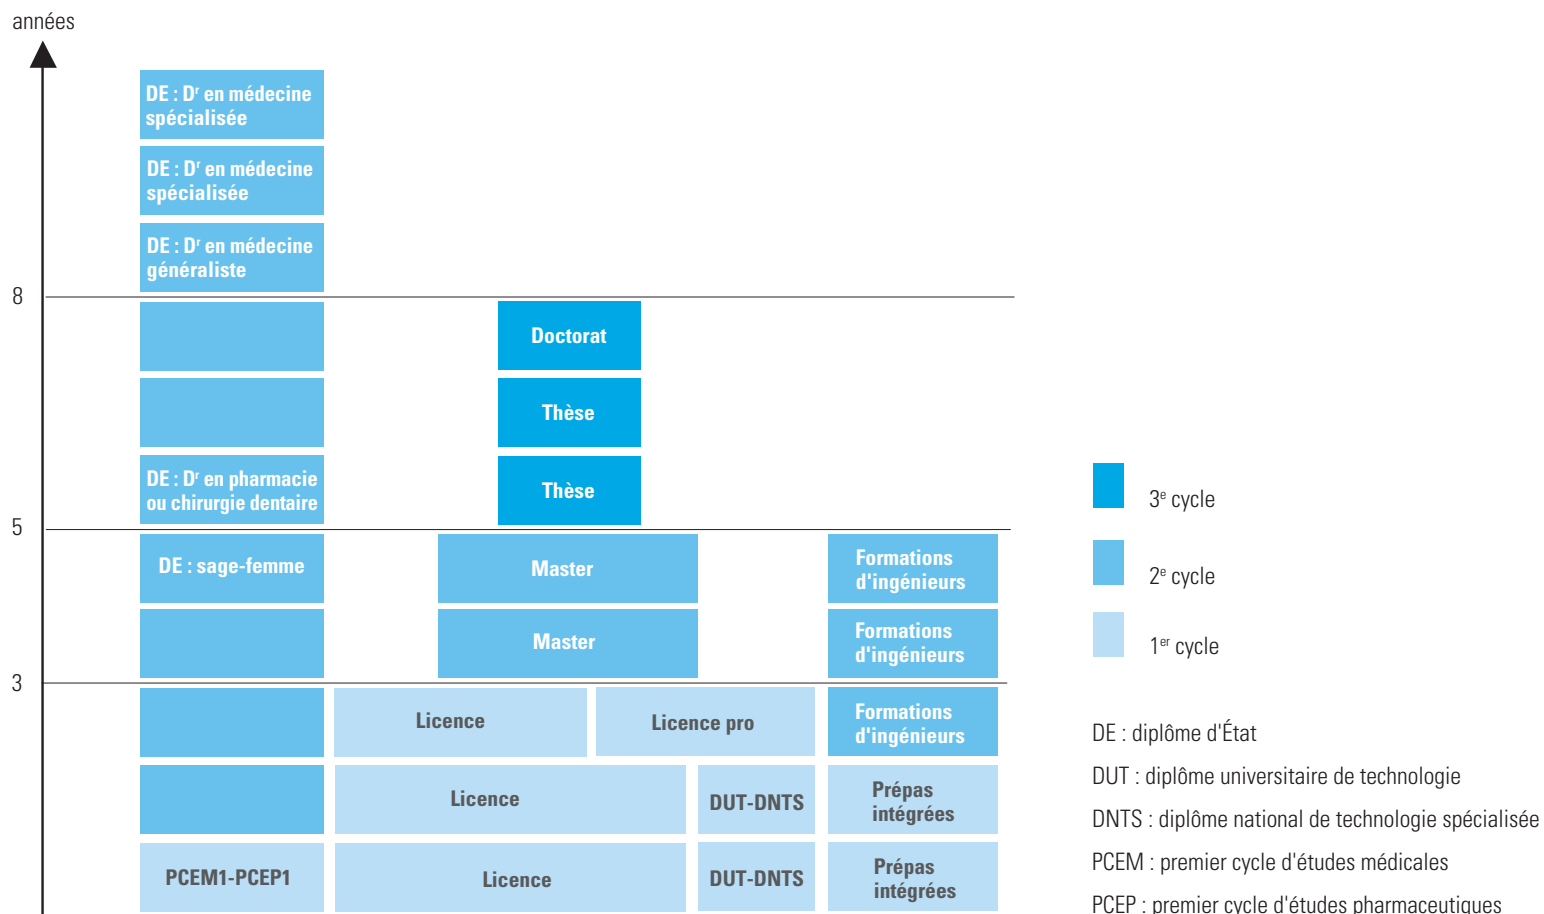 années
DE : Dr en médecine
spécialisée
DE : Dr en médecine
spécialisée
DE : Dr en médecine
généraliste
8
Doctorat
Thèse
DE : Dr en pharmacie
ou chirurgie dentaire
Thèse
5
DE : sage-femme
Master
Formations
d'ingénieurs
Master
Formations
d'ingénieurs
3
Licence
Licence pro
Formations
d'ingénieurs
Licence
DUT-DNTS
Prépas
intégrées
PCEM1-PCEP1
Licence
DUT-DNTS
Prépas
intégrées
3e cycle
2e cycle
1er cycle
DE : diplôme d'État
DUT : diplôme universitaire de technologie
DNTS : diplôme national de technologie spécialisée
PCEM : premier cycle d'études médicales
PCEP : premier cycle d'études pharmaceutiques